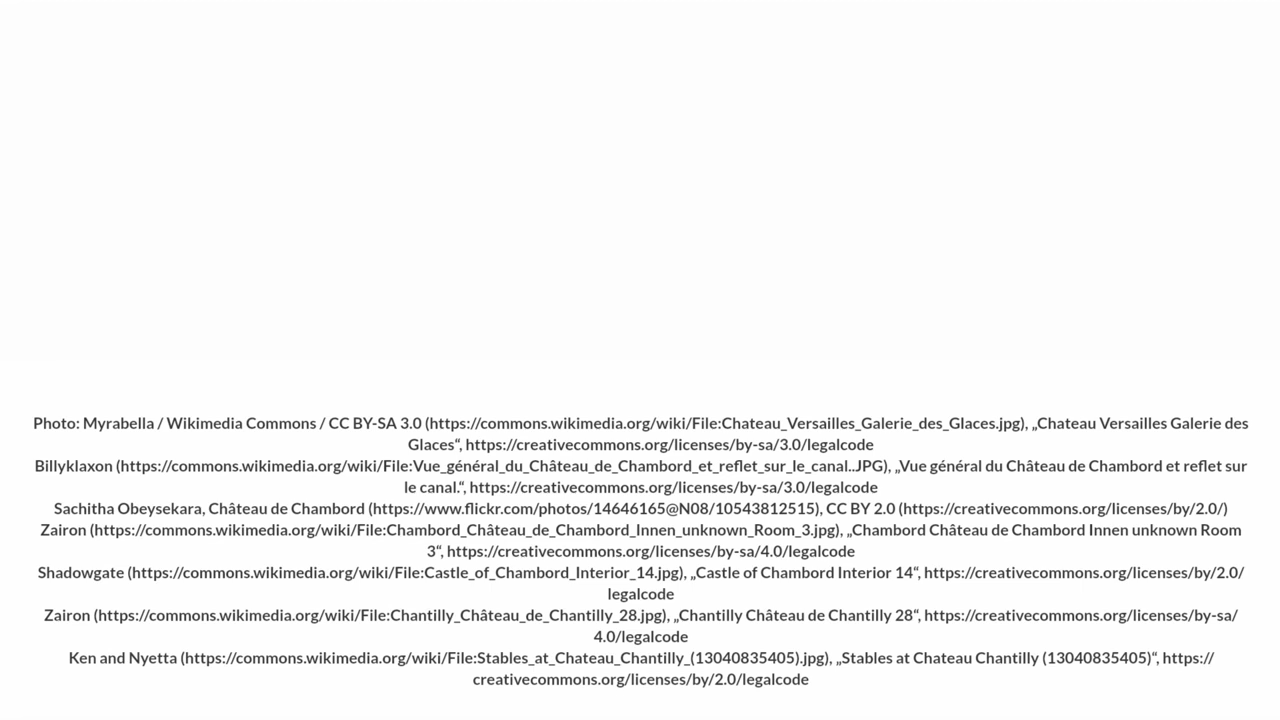 Photo: Myrabella / Wikimedia Commons / CC BY-SA 3.0 (https://commons.wikimedia.org/wiki/File:Chateau_Versailles_Galerie_des_Glaces.jpg), „Chateau Versailles Galerie des
Glaces“, https://creativecommons.org/licenses/by-sa/3.0/legalcode
Billyklaxon (https://commons.wikimedia.org/wiki/File:Vue_général_du_Château_de_Chambord_et_reflet_sur_le_canal..JPG), „Vue général du Château de Chambord et reflet sur
le canal.“, https://creativecommons.org/licenses/by-sa/3.0/legalcode
Sachitha Obeysekara, Château de Chambord (https://www.flickr.com/photos/14646165@N08/10543812515), CC BY 2.0 (https://creativecommons.org/licenses/by/2.0/)
Zairon (https://commons.wikimedia.org/wiki/File:Chambord_Château_de_Chambord_Innen_unknown_Room_3.jpg), „Chambord Château de Chambord Innen unknown Room
3“, https://creativecommons.org/licenses/by-sa/4.0/legalcode
Shadowgate (https://commons.wikimedia.org/wiki/File:Castle_of_Chambord_Interior_14.jpg), „Castle of Chambord Interior 14“, https://creativecommons.org/licenses/by/2.0/
legalcode
Zairon (https://commons.wikimedia.org/wiki/File:Chantilly_Château_de_Chantilly_28.jpg), „Chantilly Château de Chantilly 28“, https://creativecommons.org/licenses/by-sa/
4.0/legalcode
Ken and Nyetta (https://commons.wikimedia.org/wiki/File:Stables_at_Chateau_Chantilly_(13040835405).jpg), „Stables at Chateau Chantilly (13040835405)“, https://
creativecommons.org/licenses/by/2.0/legalcode